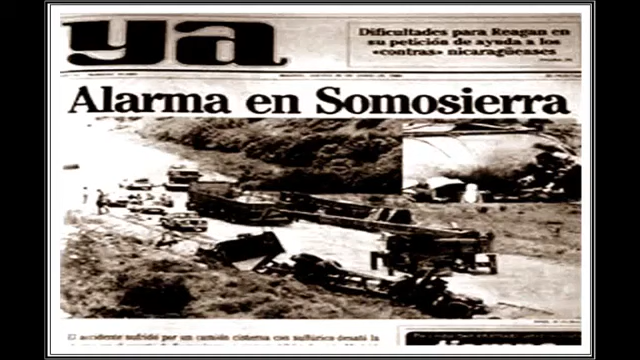 ya
Dificultades para Reagan en
su petición de ayuda a los
«contras» nicaragüenses
Alarma en Somosierra
El accidente sufrido por un camión cisterna con sulfúrico desató la